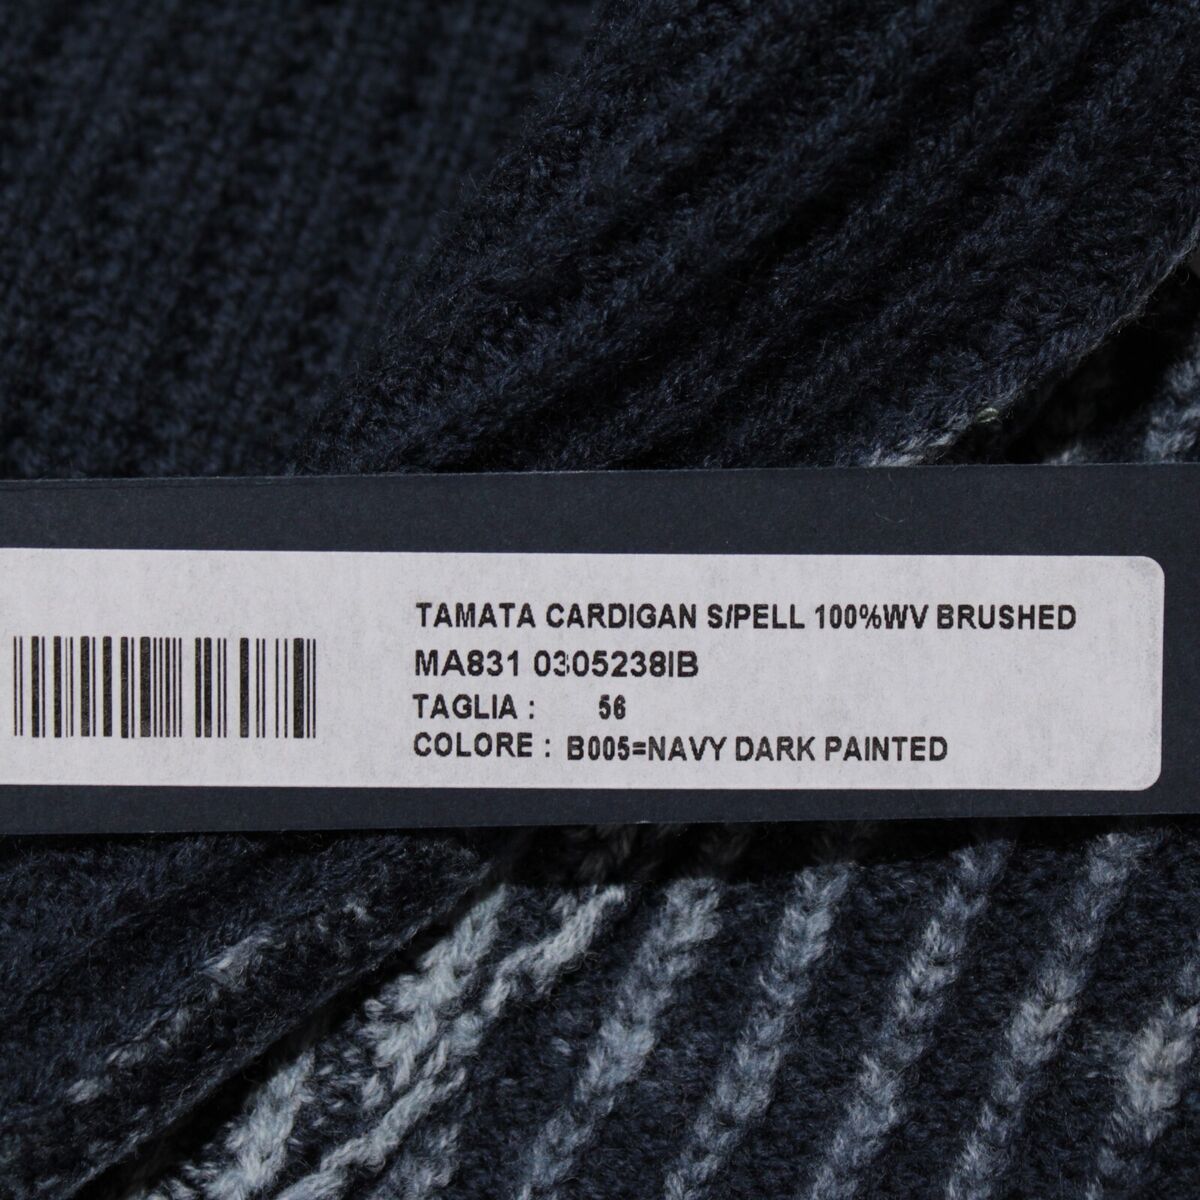 TAMATA CARDIGAN S/PELL 100%WV BRUSHED
MA831 0305238IB
TAGLIA : 56
COLORE : B005=NAVY DARK PAINTED